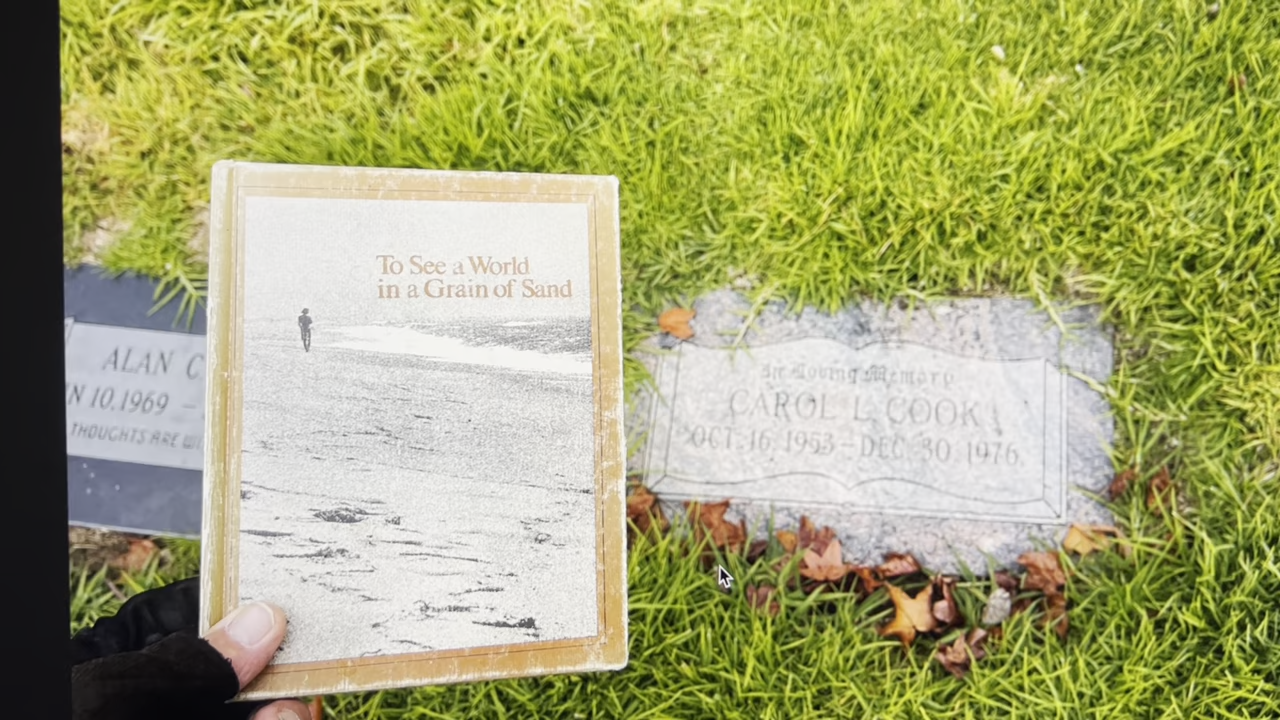 To See a World
in a Grain of Sand
ALAN C
N 10, 1969 –
THOUGHTS ARE
In Loving Memory
CAROL L COOK
OCT. 16, 1953 – DEC. 30, 1976